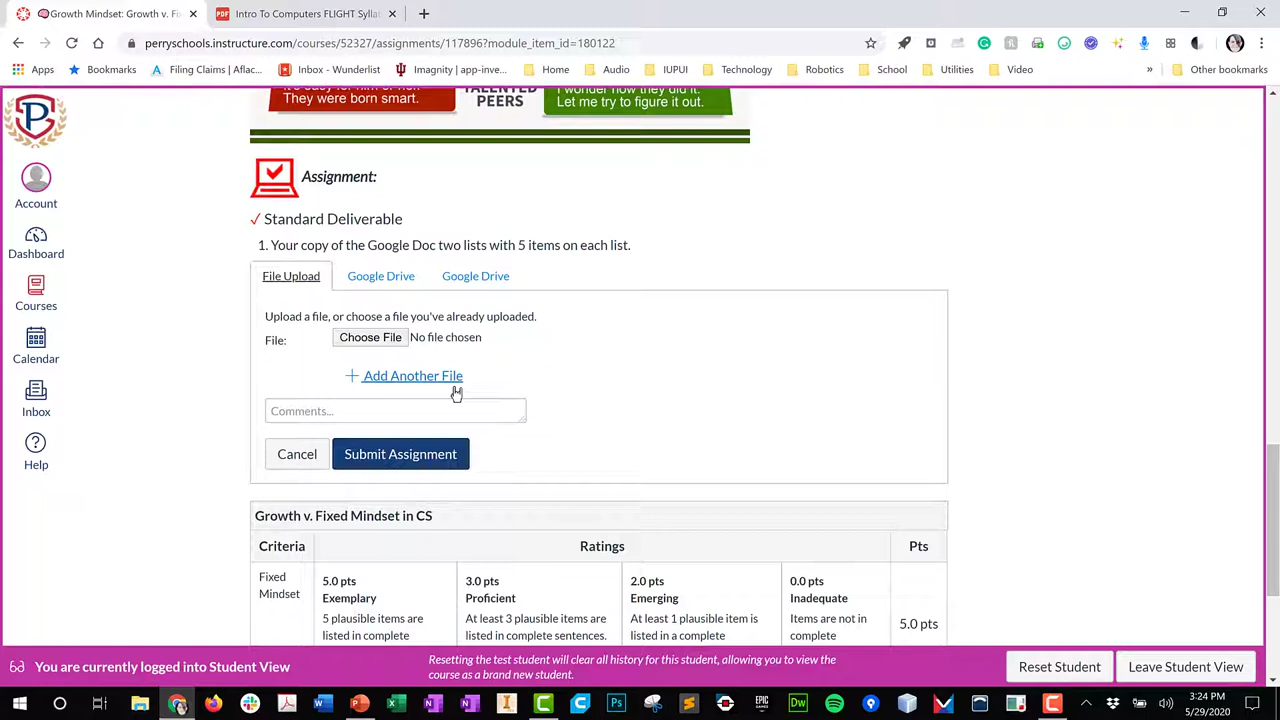 🧠Growth Mindset: Growth v. Fi
Intro To Computers FLIGHT Sylla
perryschools.instructure.com/courses/52327/assignments/117896?module_item_id=180122
Apps
Bookmarks
Filing Claims | Aflac...
Inbox - Wunderlist
Imagnity | app-inve...
Home
Audio
IUPUI
Technology
Robotics
School
Utilities
Video
»
Other bookmarks
They were born smart.
PEERS
I wonder how they did it.
Let me try to figure it out.
Account
Dashboard
Courses
Calendar
Inbox
Help
Assignment:
✓ Standard Deliverable
1. Your copy of the Google Doc two lists with 5 items on each list.
File Upload
Google Drive
Google Drive
Upload a file, or choose a file you've already uploaded.
File:
Choose File No file chosen
+ Add Another File
Comments...
Cancel
Submit Assignment
Growth v. Fixed Mindset in CS
Criteria
Ratings
Pts
Fixed
Mindset
5.0 pts
Exemplary
5 plausible items are
listed in complete
3.0 pts
Proficient
At least 3 plausible items are
listed in complete sentences.
2.0 pts
Emerging
At least 1 plausible item is
listed in a complete
0.0 pts
Inadequate
Items are not in
complete
5.0 pts
You are currently logged into Student View
Resetting the test student will clear all history for this student, allowing you to view the
course as a brand new student.
Reset Student
Leave Student View
3:24 PM
5/29/2020